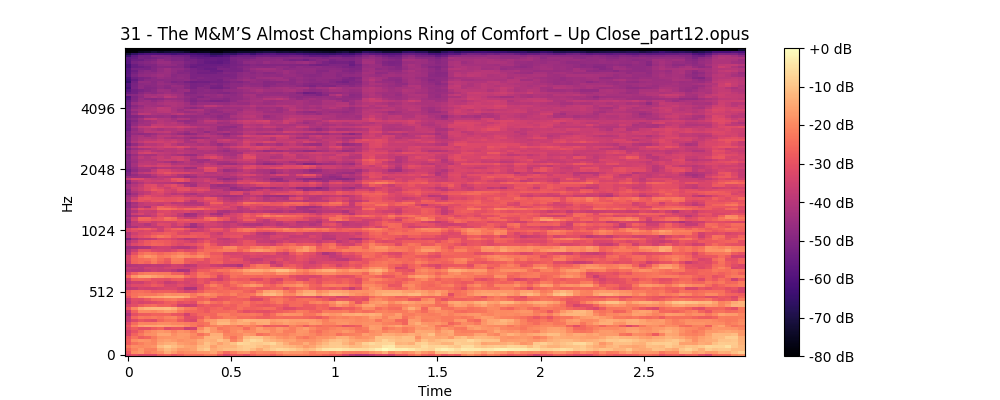 31 - The M&M’S Almost Champions Ring of Comfort – Up Close_part12.opus
+0 dB
4096
-10 dB
-20 dB
2048
-30 dB
Hz
-40 dB
1024
-50 dB
512
-60 dB
-70 dB
0
-80 dB
0 0.5 1 1.5 2 2.5
Time